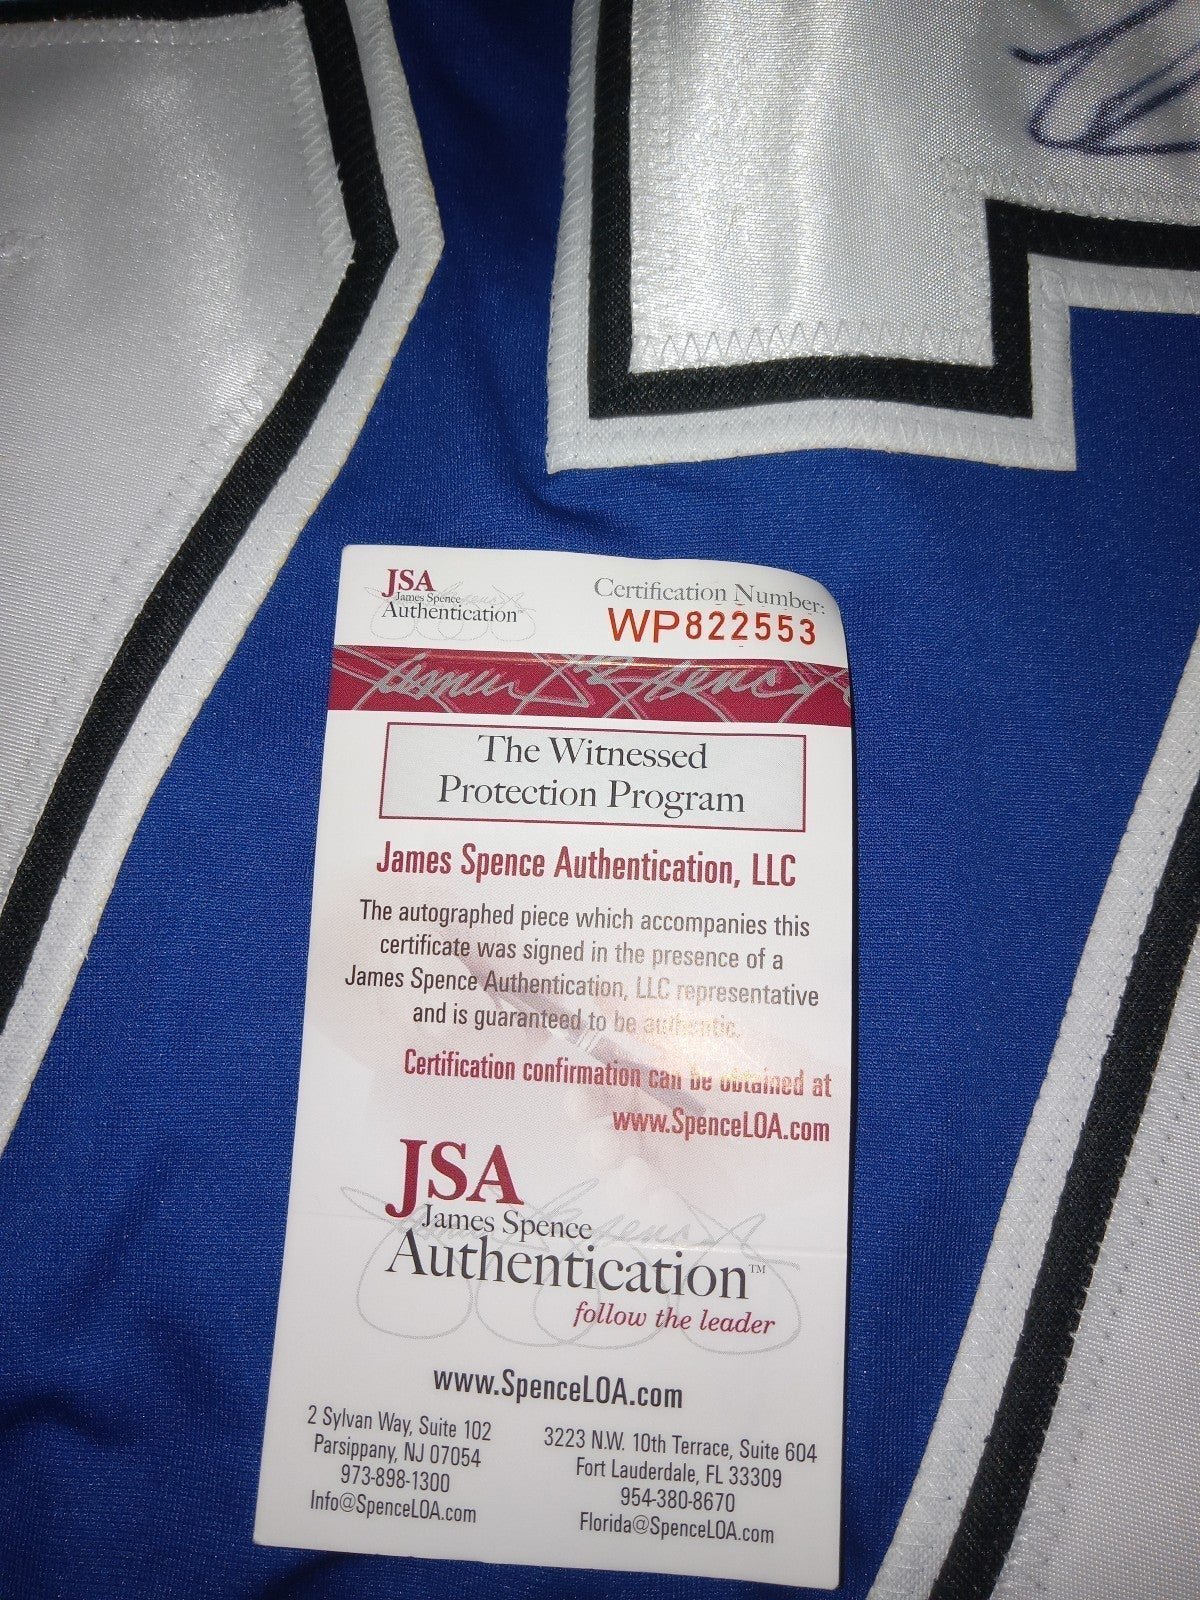 JSA
James Spence
Authentication™
Certification Number:
WP822553
The Witnessed
Protection Program
James Spence Authentication, LLC
The autographed piece which accompanies this
certificate was signed in the presence of a
James Spence Authentication, LLC representative
and is guaranteed to be authentic.
Certification confirmation can be obtained at
www.SpenceLOA.com
JSA
James Spence
Authentication™
follow the leader
www.SpenceLOA.com
2 Sylvan Way, Suite 102
Parsippany, NJ 07054
973-898-1300
Info@SpenceLOA.com
3223 N.W. 10th Terrace, Suite 604
Fort Lauderdale, FL 33309
954-380-8670
Florida@SpenceLOA.com